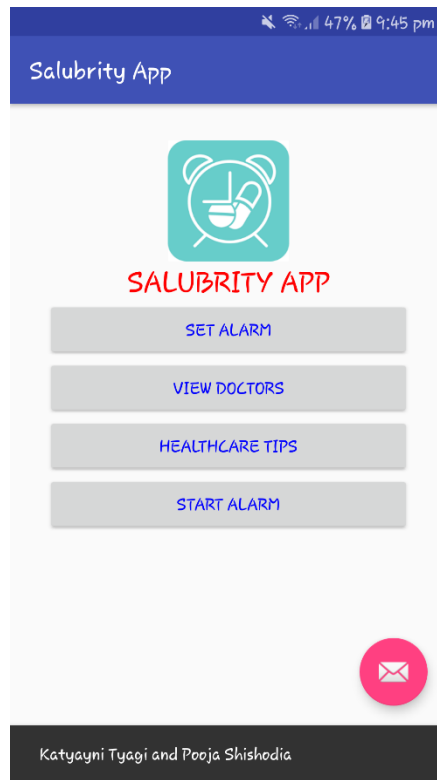 47% 9:45 pm
Salubrity App
SALUBRITY APP
SET ALARM
VIEW DOCTORS
HEALTHCARE TIPS
START ALARM
Katyayni Tyagi and Pooja Shishodia